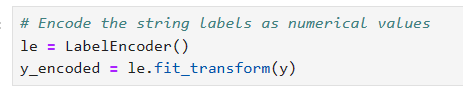 # Encode the string labels as numerical values
le = LabelEncoder()
y_encoded = le.fit_transform(y)